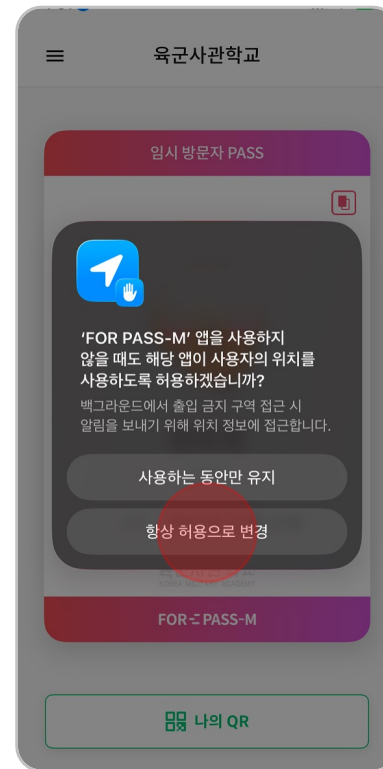 육군사관학교
임시 방문자 PASS
‘FOR PASS-M’ 앱을 사용하지
않을 때도 해당 앱이 사용자의 위치를
사용하도록 허용하겠습니까?
백그라운드에서 출입 금지 구역 접근 시
알림을 보내기 위해 위치 정보에 접근합니다.
사용하는 동안만 유지
항상 허용으로 변경
FOR PASS-M
나의 QR